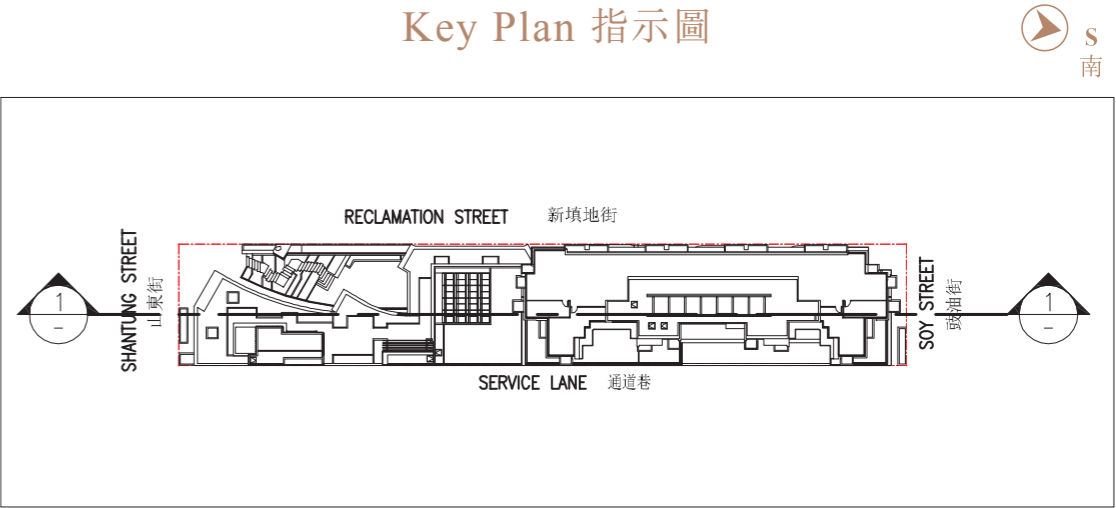 Key Plan 指示圖
S
南
RECLAMATION STREET 新填地街
SHANTUNG STREET
山東街
SOY STREET
豉油街
1
–
1
–
SERVICE LANE 通道巷